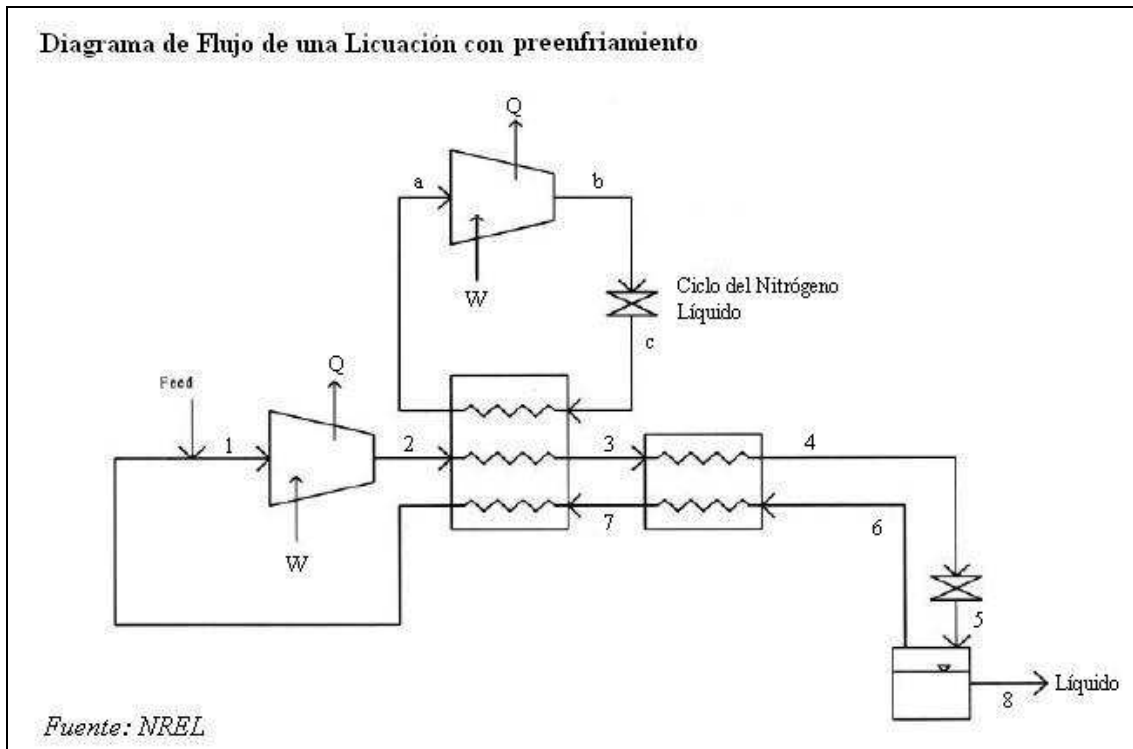 Diagrama de Flujo de una Licuación con preenfriamiento
Q
a
b
W
Ciclo del Nitrógeno
Líquido
c
Q
Feed
1
2
3
4
W
7
6
5
8
Líquido
Fuente: NREL